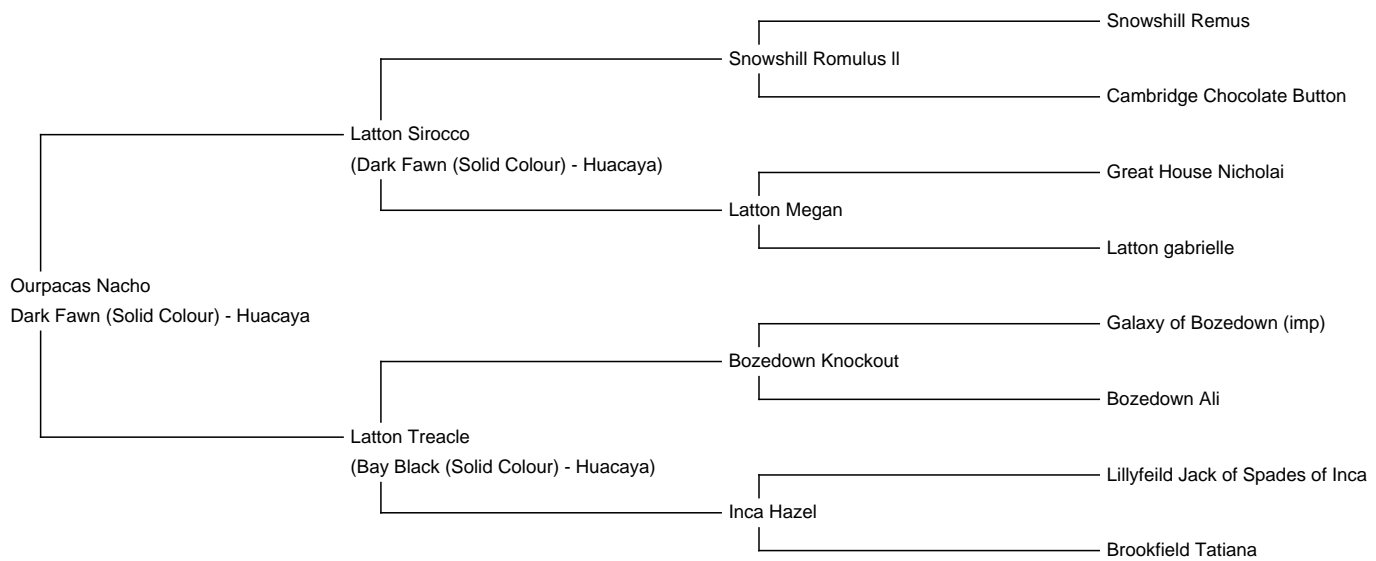 Snowshill Remus
Snowshill Romulus ll
Cambridge Chocolate Button
Latton Sirocco
(Dark Fawn (Solid Colour) - Huacaya)
Great House Nicholai
Latton Megan
Latton gabrielle
Ourpacas Nacho
Dark Fawn (Solid Colour) - Huacaya
Galaxy of Bozedown (imp)
Bozedown Knockout
Bozedown Ali
Latton Treacle
(Bay Black (Solid Colour) - Huacaya)
Lillyfeild Jack of Spades of Inca
Inca Hazel
Brookfield Tatiana